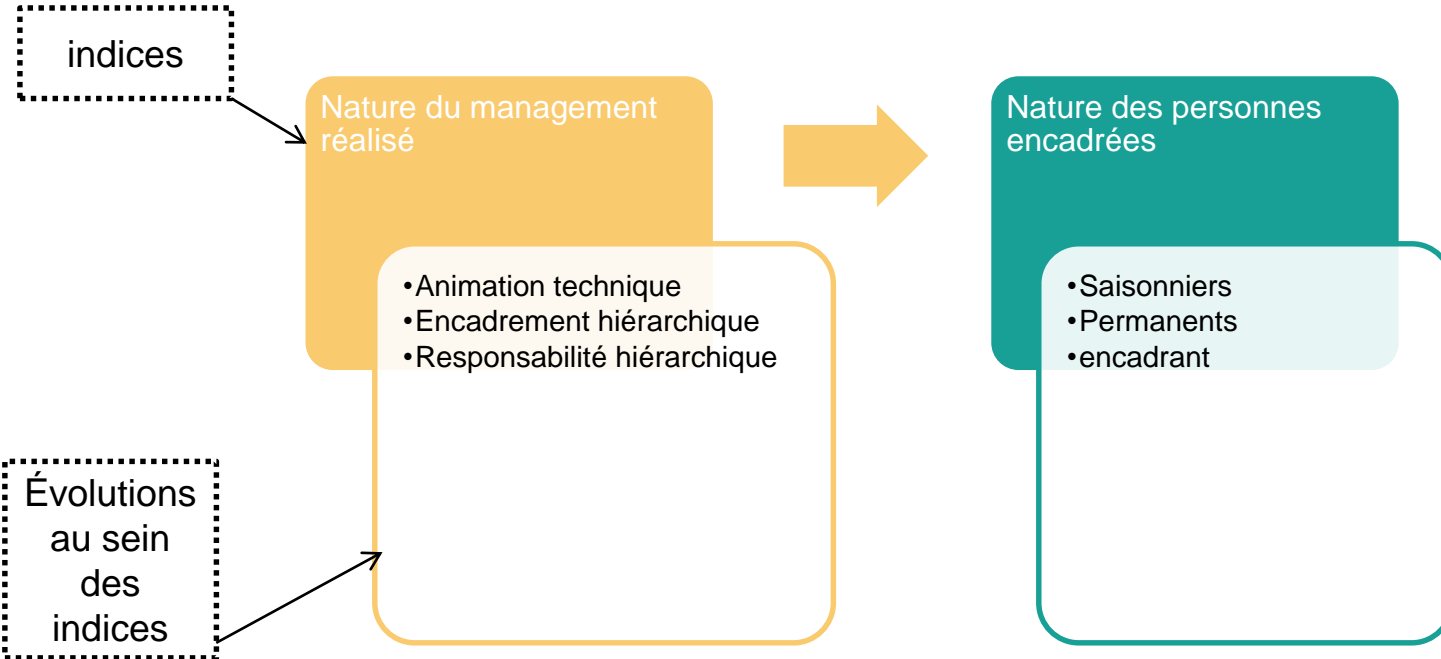 indices
Nature du management
réalisé
Nature des personnes
encadrées
•Animation technique
•Encadrement hiérarchique
•Responsabilité hiérarchique
•Saisonniers
•Permanents
•encadrant
Évolutions
au sein
des
indices